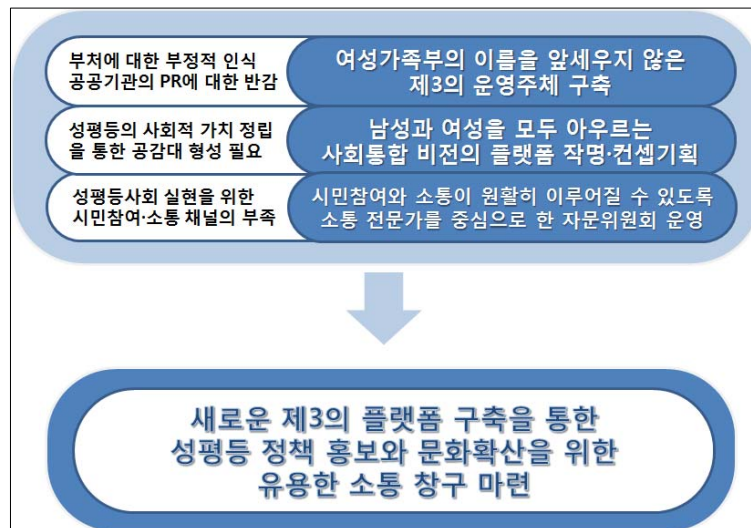 부처에 대한 부정적 인식
공공기관의 PR에 대한 반감
여성가족부의 이름을 앞세우지 않은
제3의 운영주체 구축
성평등의 사회적 가치 정립
을 통한 공감대 형성 필요
남성과 여성을 모두 아우르는
사회통합 비전의 플랫폼 작명·컨셉기획
성평등사회 실현을 위한
시민참여·소통 채널의 부족
시민참여와 소통이 원활히 이루어질 수 있도록
소통 전문가를 중심으로 한 자문위원회 운영
새로운 제3의 플랫폼 구축을 통한
성평등 정책 홍보와 문화확산을 위한
유용한 소통 창구 마련